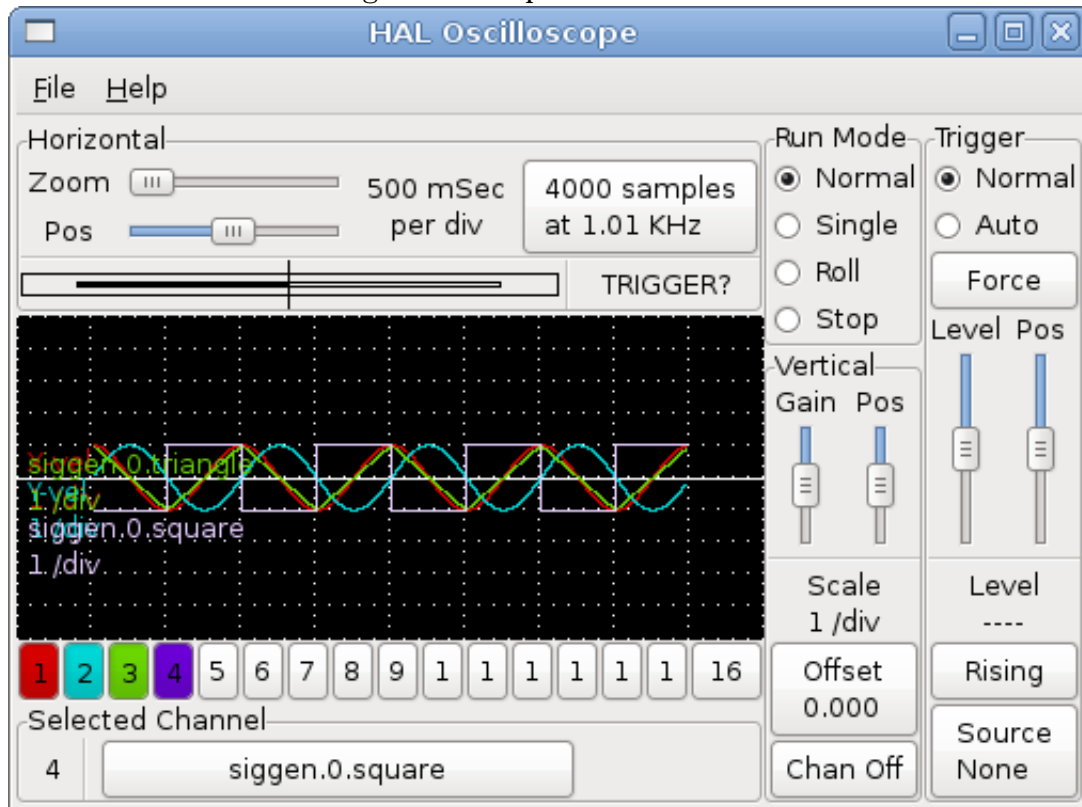 HAL Oscilloscope
File Help
Horizontal
Zoom
Pos
500 mSec
per div
4000 samples
at 1.01 KHz
TRIGGER?
Run Mode
Normal
Single
Roll
Stop
Trigger
Normal
Auto
Force
Level Pos
Vertical
Gain Pos
siggen.0.triangle
Y-vel
1 /div
siggen.0.square
1 /div
Scale
1 /div
Offset
0.000
Chan Off
Level
----
Rising
Source
None
1 2 3 4 5 6 7 8 9 1 1 1 1 1 1 16
Selected Channel
4 siggen.0.square